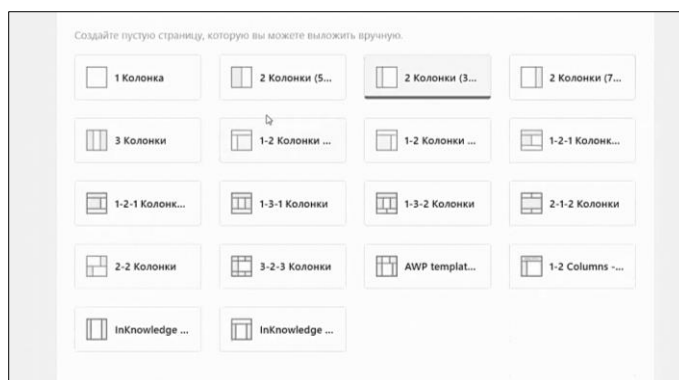 Создайте пустую страницу, которую вы можете выложить вручную.
1 Колонка
2 Колонки (5...
2 Колонки (3...
2 Колонки (7...
3 Колонки
1-2 Колонки ...
1-2 Колонки ...
1-2-1 Колонк...
1-2-1 Колонк...
1-3-1 Колонки
1-3-2 Колонки
2-1-2 Колонки
2-2 Колонки
3-2-3 Колонки
AWP templat...
1-2 Columns -...
InKnowledge ...
InKnowledge ...